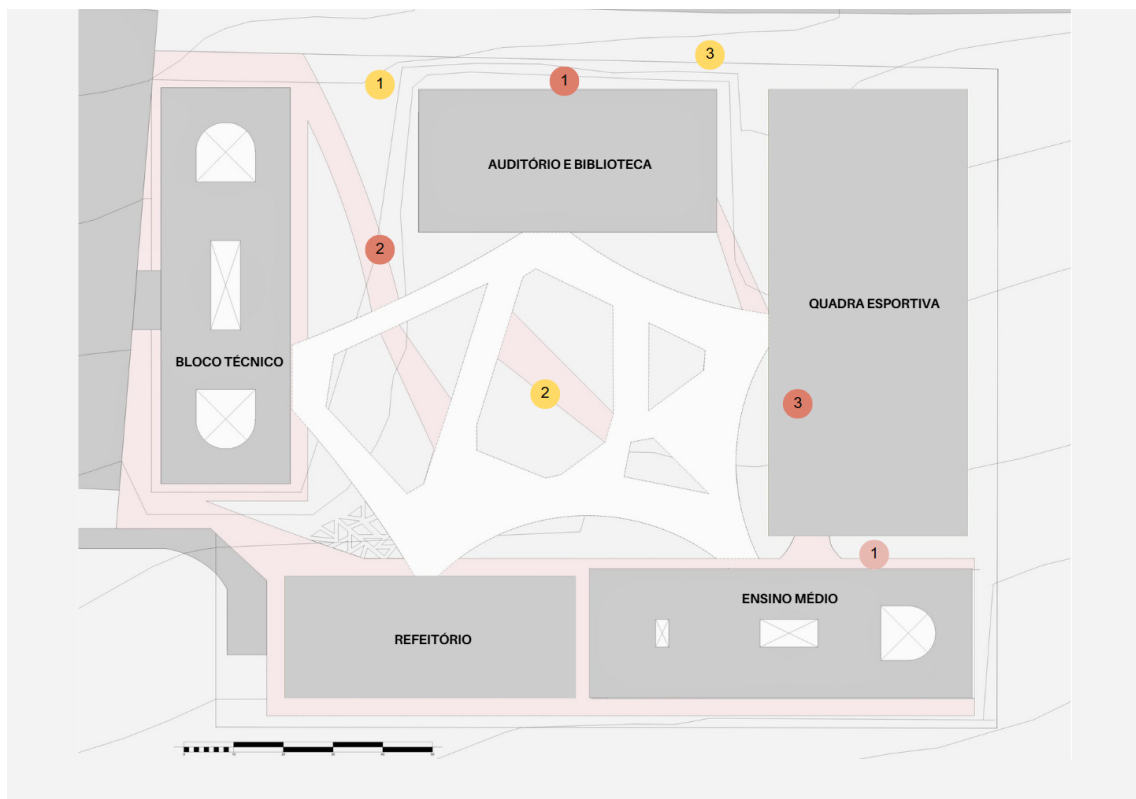 3
1
1
AUDITÓRIO E BIBLIOTECA
2
QUADRA ESPORTIVA
BLOCO TÉCNICO
2
3
1
ENSINO MÉDIO
REFEITÓRIO